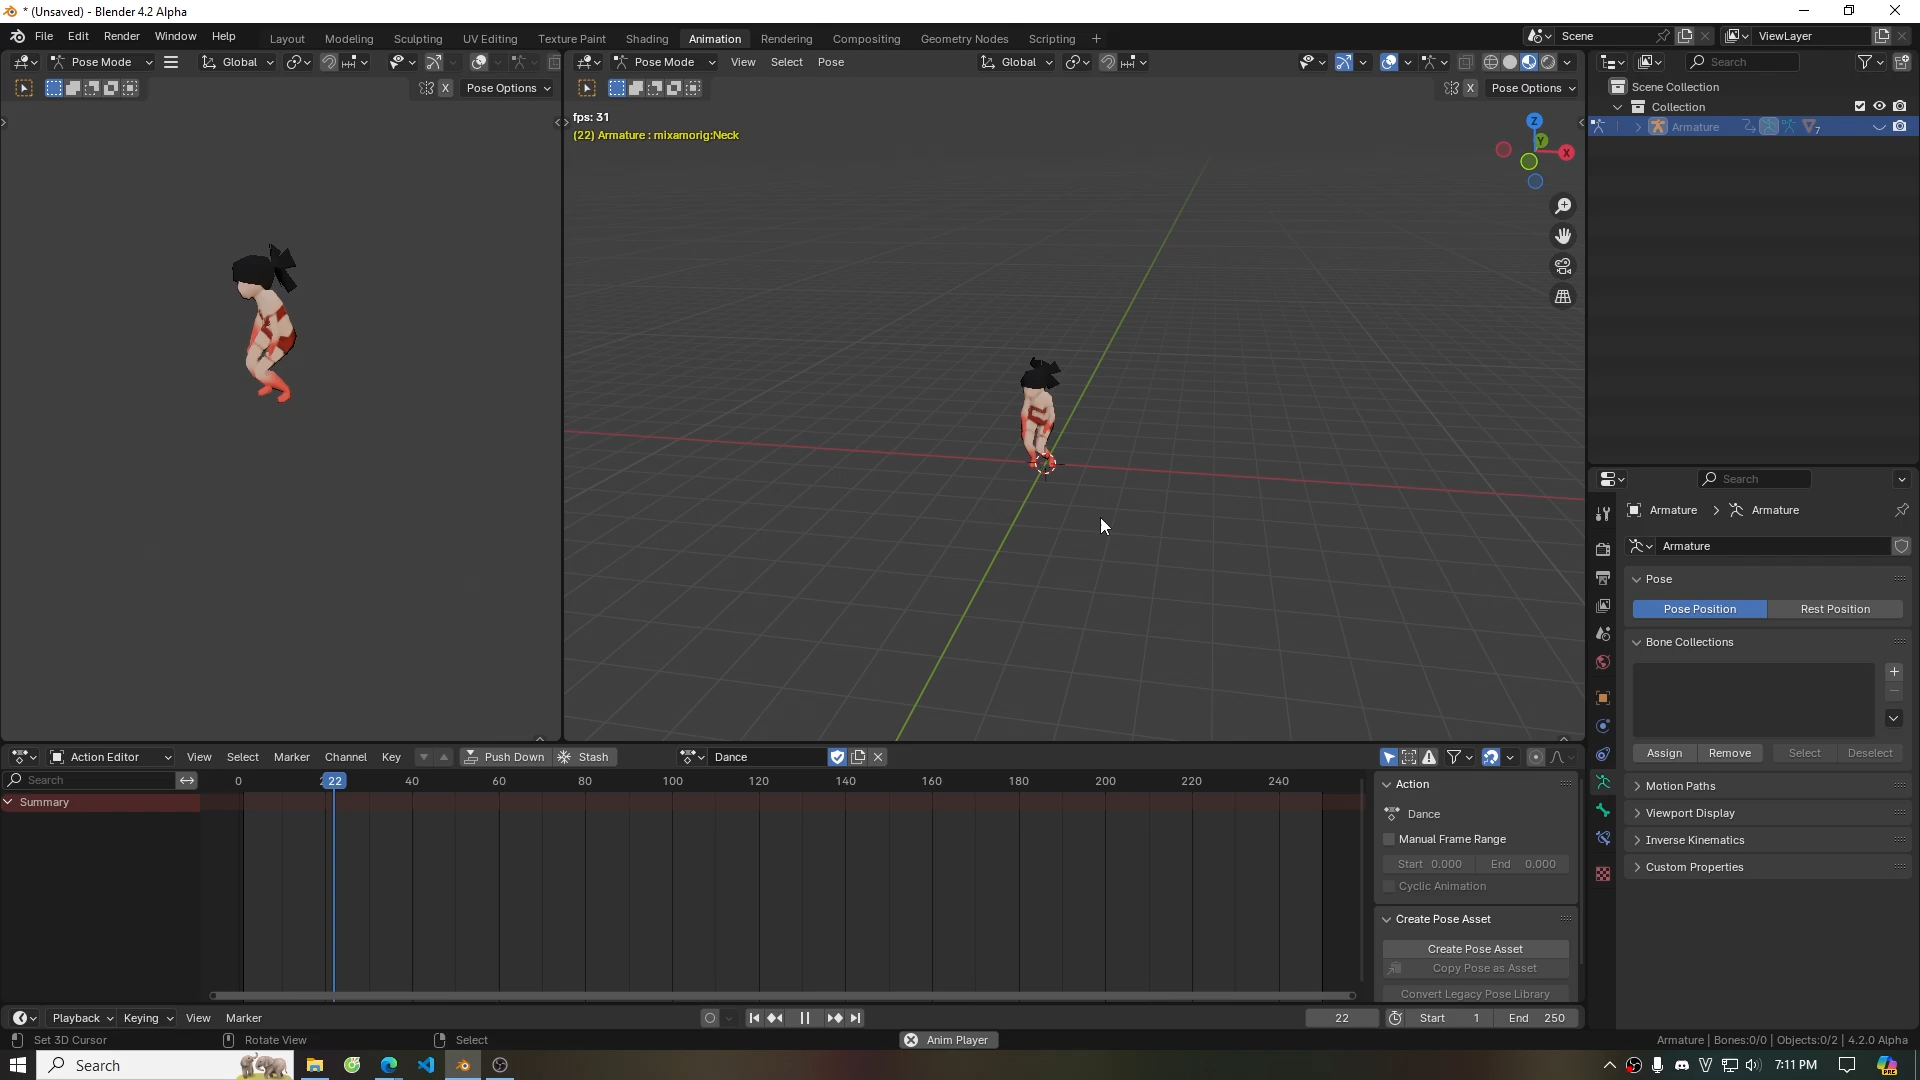 * (Unsaved) - Blender 4.2 Alpha
File Edit Render Window Help
Layout Modeling Sculpting UV Editing Texture Paint Shading Animation Rendering Compositing Geometry Nodes Scripting +
Scene
ViewLayer
Pose Mode
Global
Pose Mode
View Select Pose
Global
Search
X
Pose Options
X
Pose Options
Scene Collection
Collection
Armature
7
fps: 31
(22) Armature : mixamorig:Neck
Z
Y
X
Search
Armature > Armature
Armature
Pose
Pose Position
Rest Position
Bone Collections
Assign
Remove
Select
Deselect
Motion Paths
Viewport Display
Inverse Kinematics
Custom Properties
Action Editor
View Select Marker Channel Key
Push Down
Stash
Dance
Search
0
22
40 60 80 100 120 140 160 180 200 220 240
Summary
Action
Dance
Manual Frame Range
Start 0.000
End 0.000
Cyclic Animation
Create Pose Asset
Create Pose Asset
Copy Pose as Asset
Convert Legacy Pose Library
Playback
Keying
View
Marker
22
Start 1
End 250
Set 3D Cursor
Rotate View
Select
Anim Player
Armature | Bones:0/0 | Objects:0/2 | 4.2.0 Alpha
Search
7:11 PM
PRE